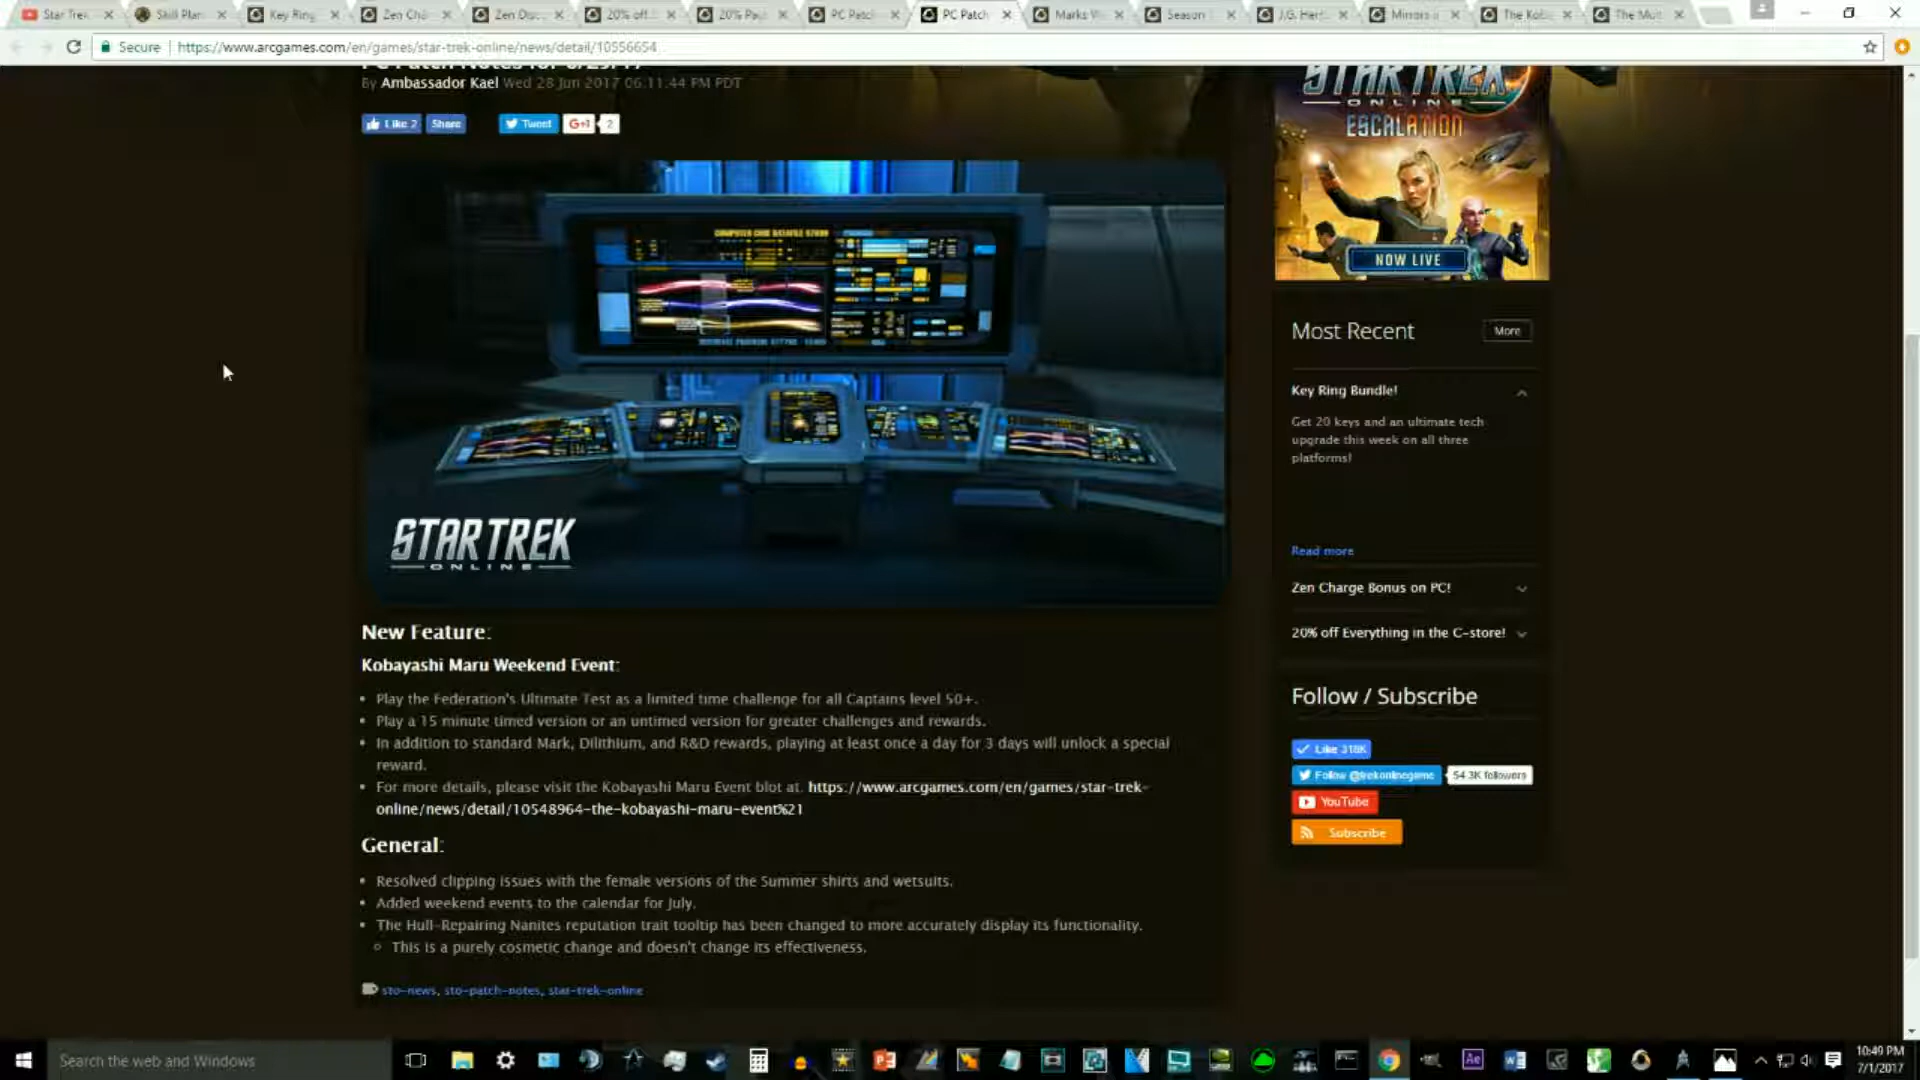 Star Trek
Skill Plan
Key Ring
Zen Cha
Zen Disc
20% off
PC Patch
PC Patch
Marks
Season
J.G. Hert
Mirrors
The Kob
The Mult
Secure
https://www.arcgames.com/en/games/star-trek-online/news/detail/10556654
By Ambassador Kael Wed 28 Jun 2017 06:11:44 PM PDT
Like 2
Share
Tweet
G+1
2
STAR TREK
ONLINE
ESCALATION
NOW LIVE
STAR TREK
ONLINE
New Feature:
Kobayashi Maru Weekend Event:
• Play the Federation's Ultimate Test as a limited time challenge for all Captains level 50+.
• Play a 15 minute timed version or an untimed version for greater challenges and rewards.
• In addition to standard Mark, Dilithium, and R&D rewards, playing at least once a day for 3 days will unlock a special
reward.
• For more details, please visit the Kobayashi Maru Event blot at. https://www.arcgames.com/en/games/star-trek-
online/news/detail/10548964-the-kobayashi-maru-event%21
General:
• Resolved clipping issues with the female versions of the Summer shirts and wetsuits.
• Added weekend events to the calendar for July.
• The Hull-Repairing Nanites reputation trait tooltip has been changed to more accurately display its functionality.
◦ This is a purely cosmetic change and doesn't change its effectiveness.
sto-news, sto-patch-notes, star-trek-online
Most Recent
More
Key Ring Bundle!
Get 20 keys and an ultimate tech
upgrade this week on all three
platforms!
Read more
Zen Charge Bonus on PC!
20% off Everything in the C-store!
Follow / Subscribe
Like 318K
Follow @trekonlinegame
54.3K followers
YouTube
Subscribe
Search the web and Windows
10:49 PM
7/1/2017